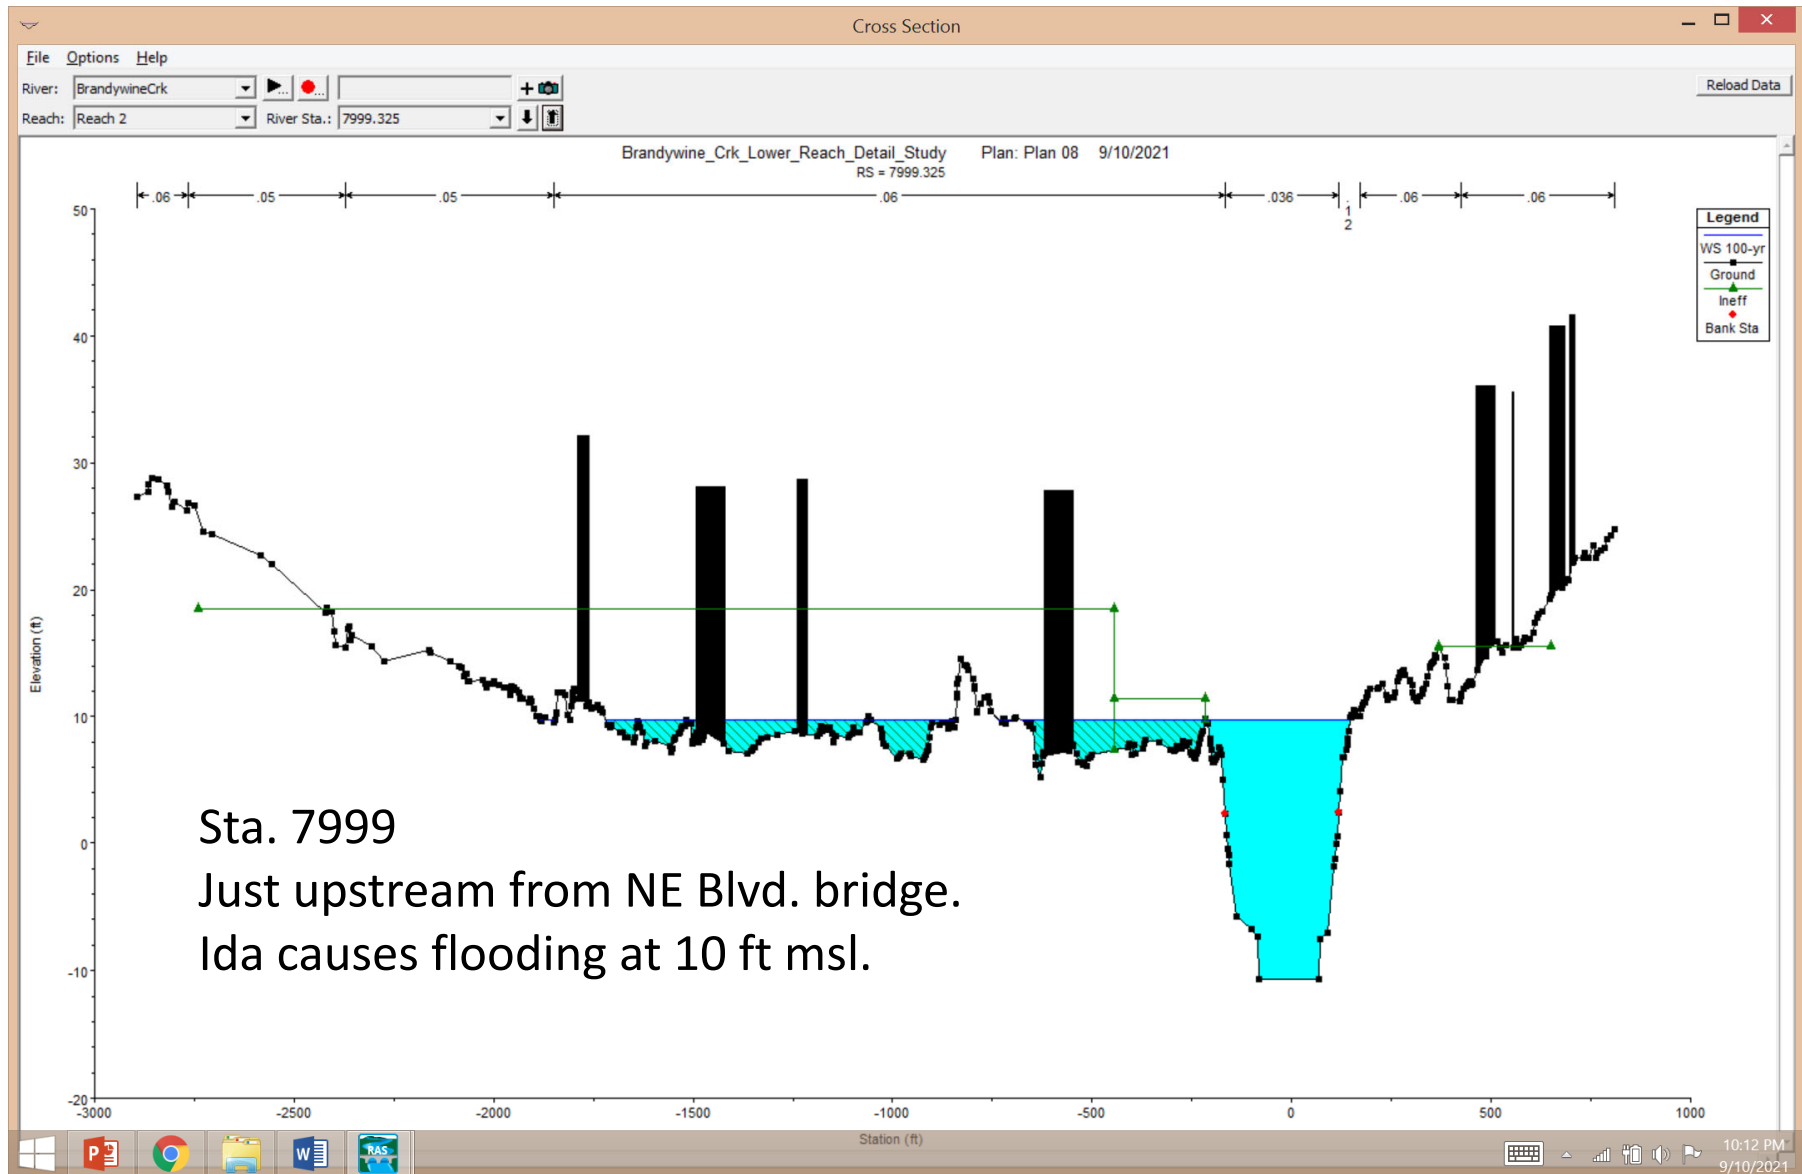 Cross Section
File Options Help
River: BrandywineCrk
Reload Data
Reach: Reach 2 River Sta.: 7999.325
Brandywine_Crk_Lower_Reach_Detail_Study Plan: Plan 08 9/10/2021
RS = 7999.325
.06 .05 .05 .06 .036 .12 .06 .06
Legend
WS 100-yr
Ground
Ineff
Bank Sta
50
40
30
20
10
0
-10
-20
Elevation (ft)
Sta. 7999
Just upstream from NE Blvd. bridge.
Ida causes flooding at 10 ft msl.
-3000 -2500 -2000 -1500 -1000 -500 0 500 1000
Station (ft)
RAS
10:12 PM
9/10/2021